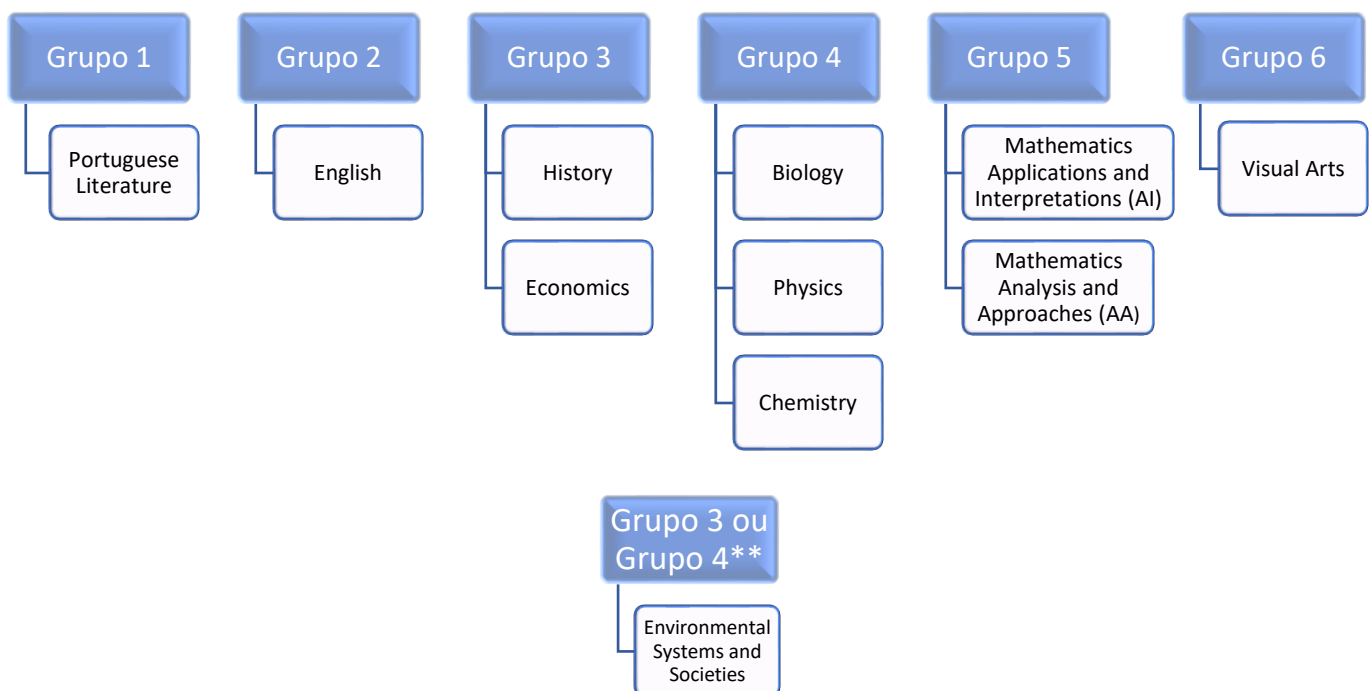 Grupo 1
Portuguese
Literature
Grupo 2
English
Grupo 3
History
Economics
Grupo 4
Biology
Physics
Chemistry
Grupo 5
Mathematics
Applications and
Interpretations (AI)
Mathematics
Analysis and
Approaches (AA)
Grupo 6
Visual Arts
Grupo 3 ou
Grupo 4**
Environmental
Systems and
Societies